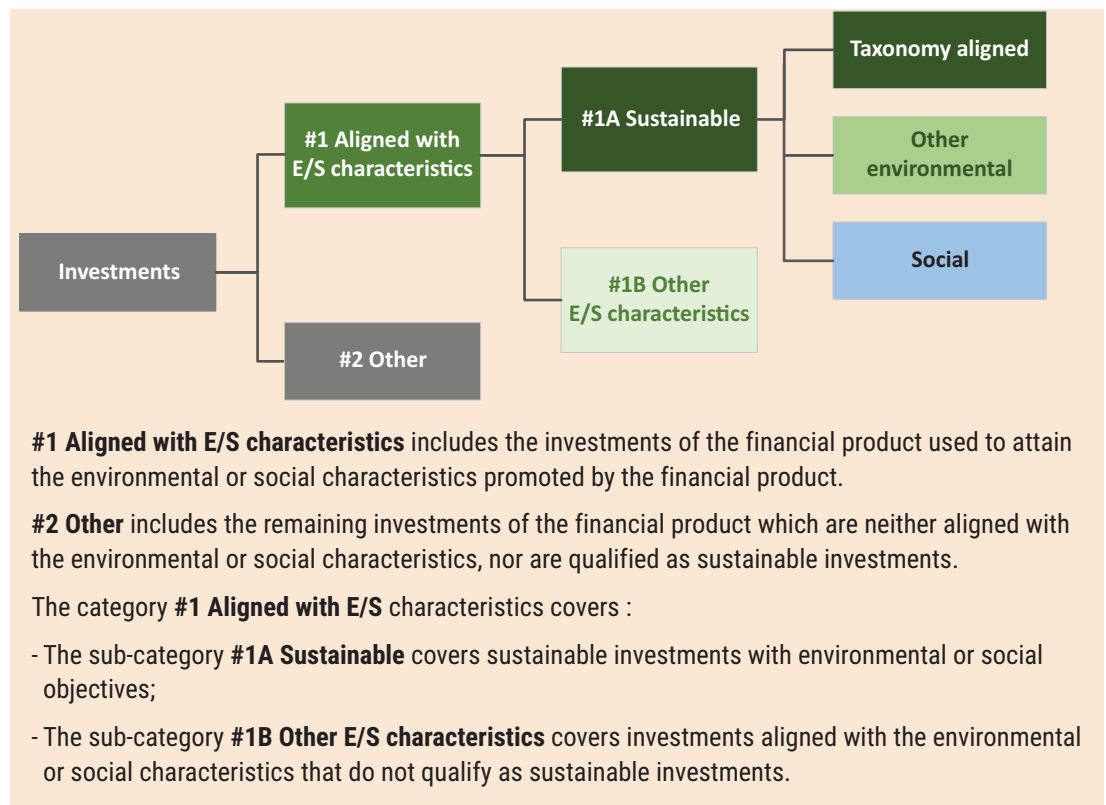 Taxonomy aligned
#1A Sustainable
#1 Aligned with
E/S characteristics
Other
environmental
Investments
Social
#1B Other
E/S characteristics
#2 Other
#1 Aligned with E/S characteristics includes the investments of the financial product used to attain
the environmental or social characteristics promoted by the financial product.
#2 Other includes the remaining investments of the financial product which are neither aligned with
the environmental or social characteristics, nor are qualified as sustainable investments.
The category #1 Aligned with E/S characteristics covers :
- The sub-category #1A Sustainable covers sustainable investments with environmental or social
objectives;
- The sub-category #1B Other E/S characteristics covers investments aligned with the environmental
or social characteristics that do not qualify as sustainable investments.